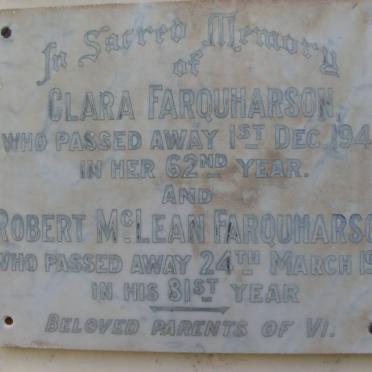 In Sacred Memory
of
CLARA FARQUHARSON,
WHO PASSED AWAY 1ST DEC. 194
IN HER 62ND YEAR.
AND
ROBERT McLEAN FARQUHARSO
WHO PASSED AWAY 24TH MARCH 19
IN HIS 81ST YEAR
BELOVED PARENTS OF VI.